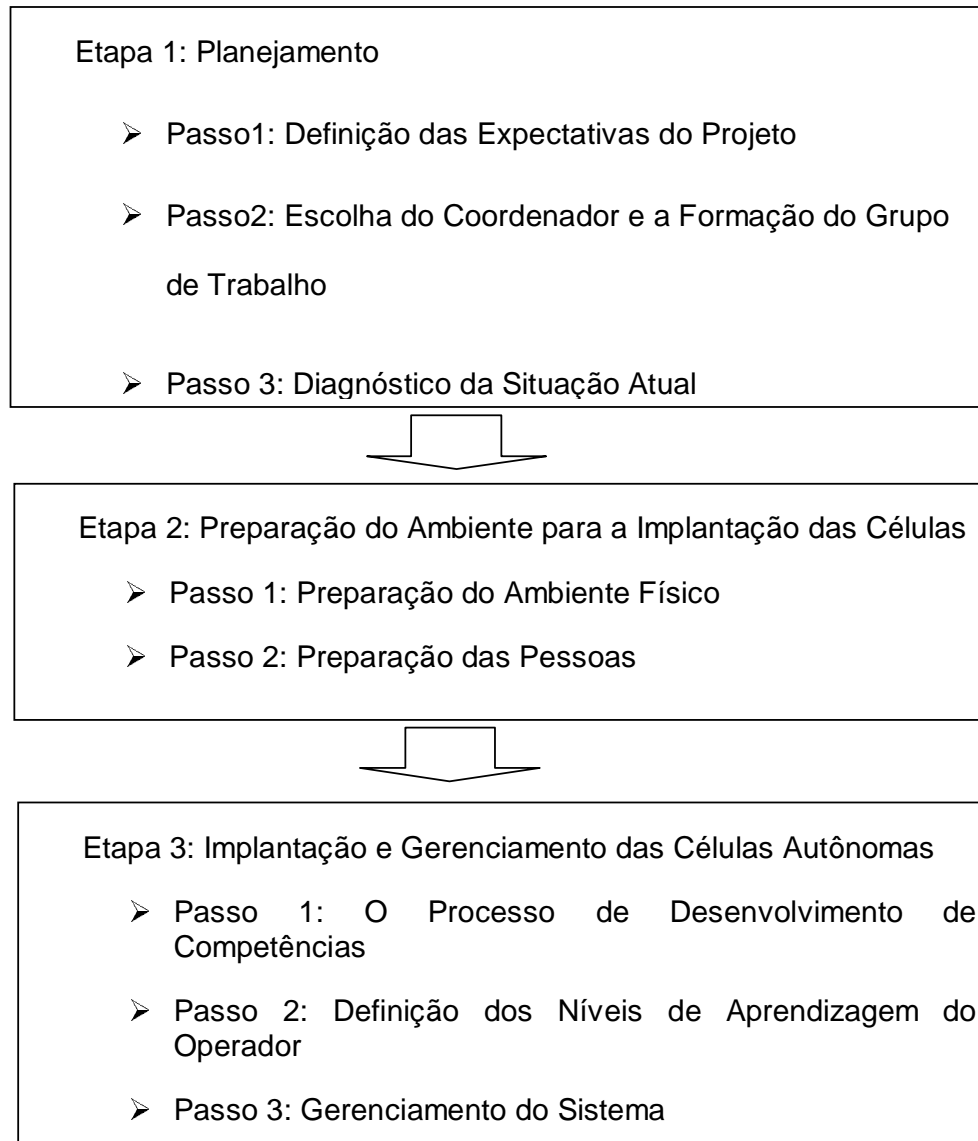 Etapa 1: Planejamento
Passo1: Definição das Expectativas do Projeto
Passo2: Escolha do Coordenador e a Formação do Grupo
de Trabalho
Passo 3: Diagnóstico da Situação Atual
Etapa 2: Preparação do Ambiente para a Implantação das Células
Passo 1: Preparação do Ambiente Físico
Passo 2: Preparação das Pessoas
Etapa 3: Implantação e Gerenciamento das Células Autônomas
Passo 1: O Processo de Desenvolvimento de
Competências
Passo 2: Definição dos Níveis de Aprendizagem do
Operador
Passo 3: Gerenciamento do Sistema